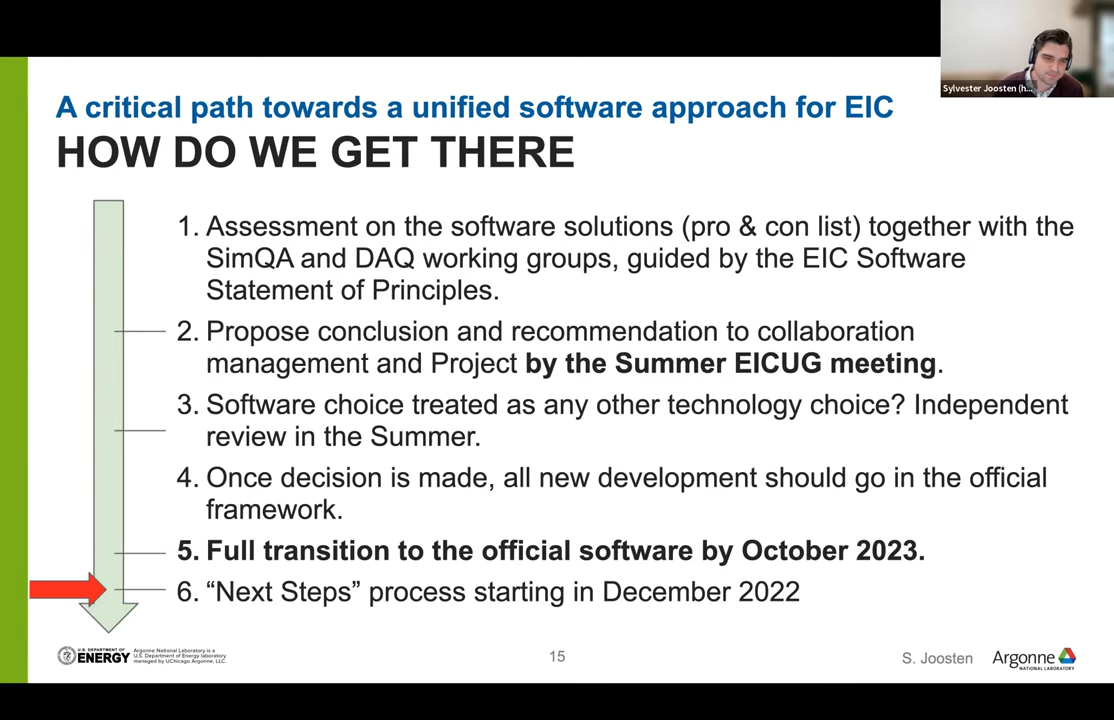 Sylvester Joosten (h...
A critical path towards a unified software approach for EIC
HOW DO WE GET THERE
1. Assessment on the software solutions (pro & con list) together with the
SimQA and DAQ working groups, guided by the EIC Software
Statement of Principles.
2. Propose conclusion and recommendation to collaboration
management and Project by the Summer EICUG meeting.
3. Software choice treated as any other technology choice? Independent
review in the Summer.
4. Once decision is made, all new development should go in the official
framework.
5. Full transition to the official software by October 2023.
6. “Next Steps” process starting in December 2022
U.S. DEPARTMENT OF
ENERGY
Argonne National Laboratory is a
U.S. Department of Energy laboratory
managed by UChicago Argonne, LLC.
15
S. Joosten
Argonne
NATIONAL LABORATORY